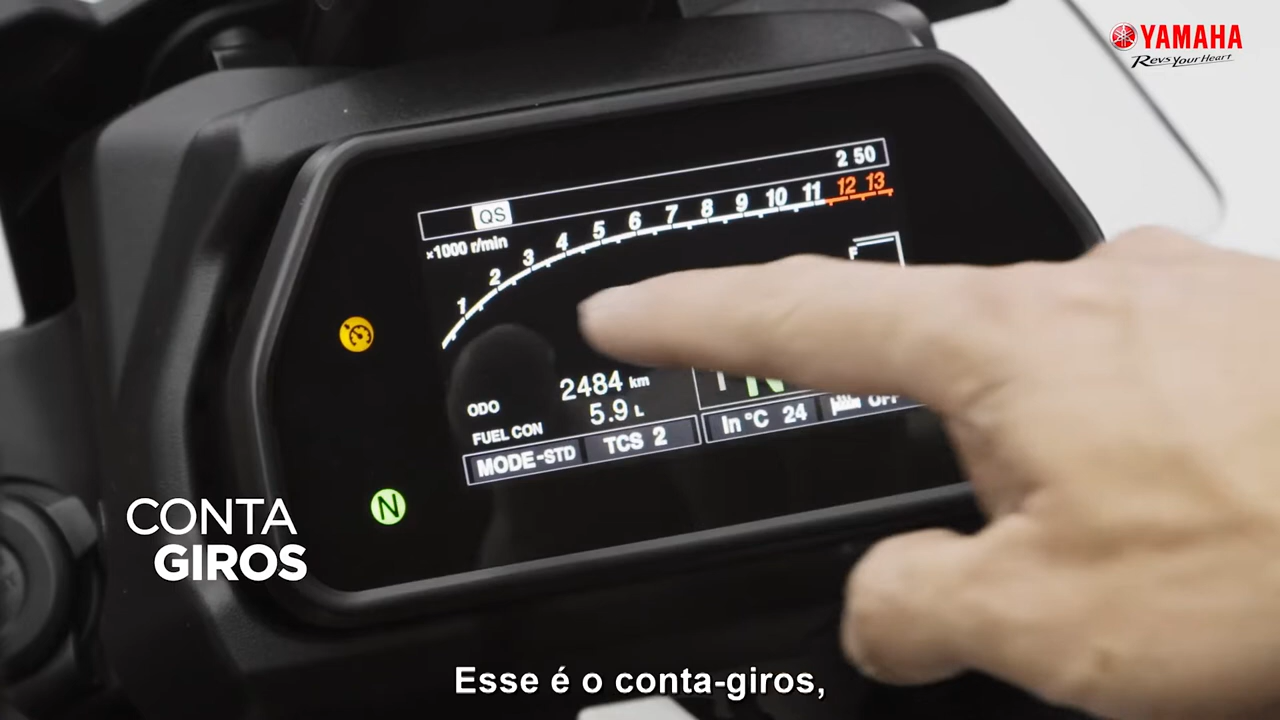 YAMAHA
Revs Your Heart
2 50
QS
×1000 r/min
1 2 3 4 5 6 7 8 9 10 11 12 13
F
ODO 2484 km
FUEL CON 5.9 L
MODE-STD TCS 2 In °C 24
N
N
CONTA
GIROS
Esse é o conta-giros,